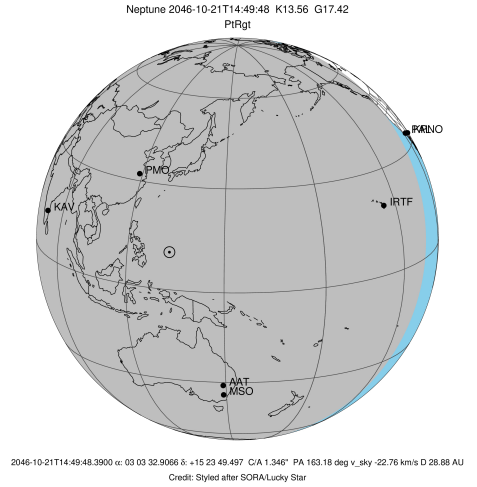 Neptune 2046-10-21T14:49:48 K13.56 G17.42
PtRgt
PMO
KAV
IRTF
AAT
MSO
2046-10-21T14:49:48.3900 α: 03 03 32.9066 δ: +15 23 49.497 C/A 1.346" PA 163.18 deg v_sky -22.76 km/s D 28.88 AU
Credit: Styled after SORA/Lucky Star